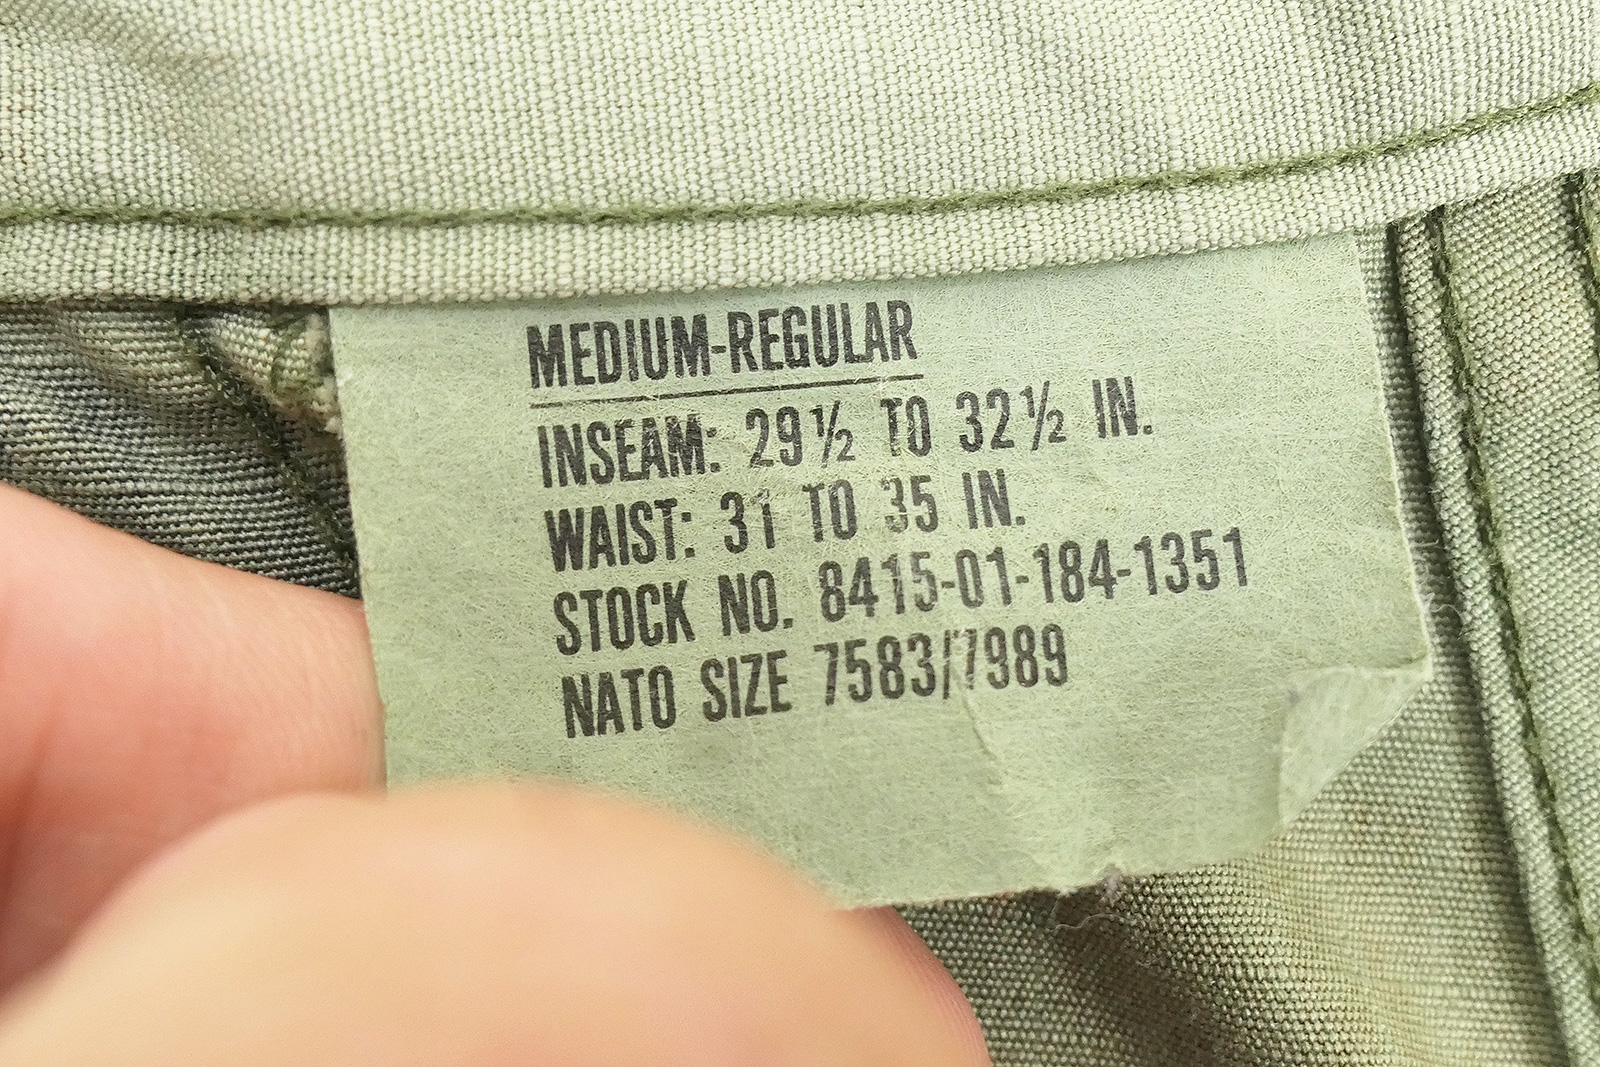 MEDIUM-REGULAR
INSEAM: 29½ TO 32½ IN.
WAIST: 31 TO 35 IN.
STOCK NO. 8415-01-184-1351
NATO SIZE 7583/7989